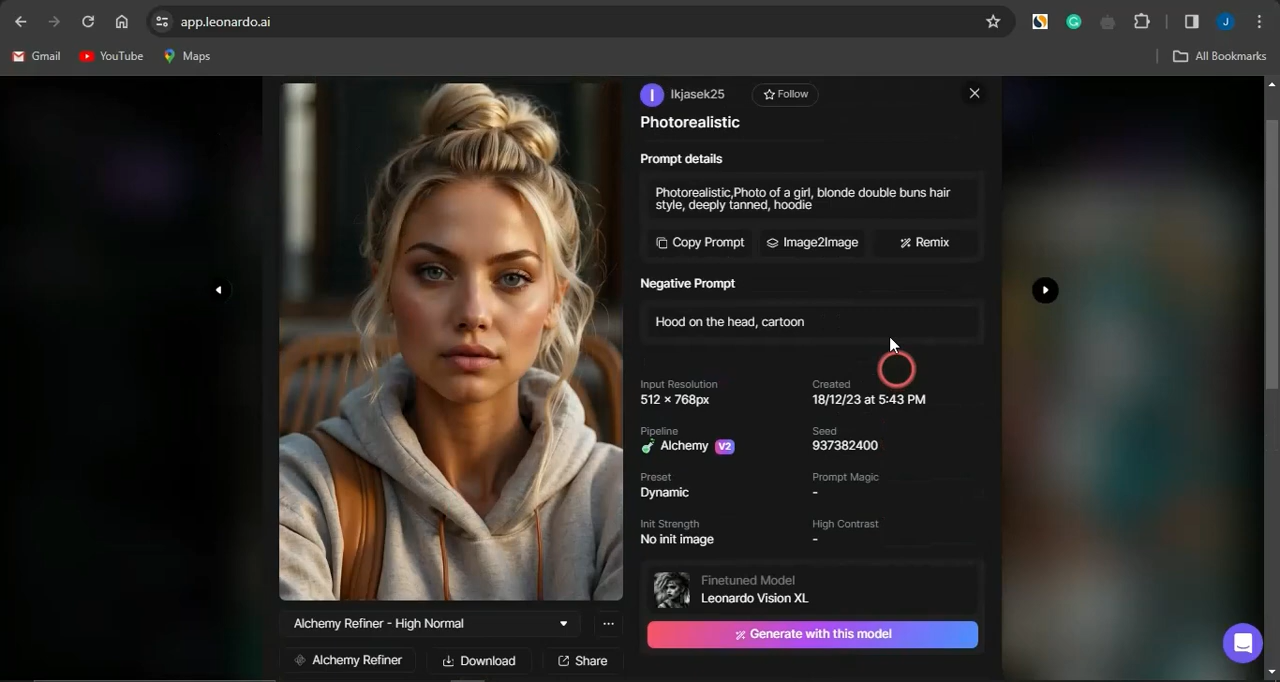 app.leonardo.ai
J
Gmail
YouTube
Maps
All Bookmarks
I
lkjasek25
Follow
Photorealistic
Prompt details
Photorealistic,Photo of a girl, blonde double buns hair
style, deeply tanned, hoodie
Copy Prompt
Image2Image
Remix
Negative Prompt
Hood on the head, cartoon
Input Resolution
Created
512 × 768px
18/12/23 at 5:43 PM
Pipeline
Seed
Alchemy V2
937382400
Preset
Prompt Magic
Dynamic
-
Init Strength
High Contrast
No init image
-
Finetuned Model
Leonardo Vision XL
Generate with this model
Alchemy Refiner - High Normal
Alchemy Refiner
Download
Share